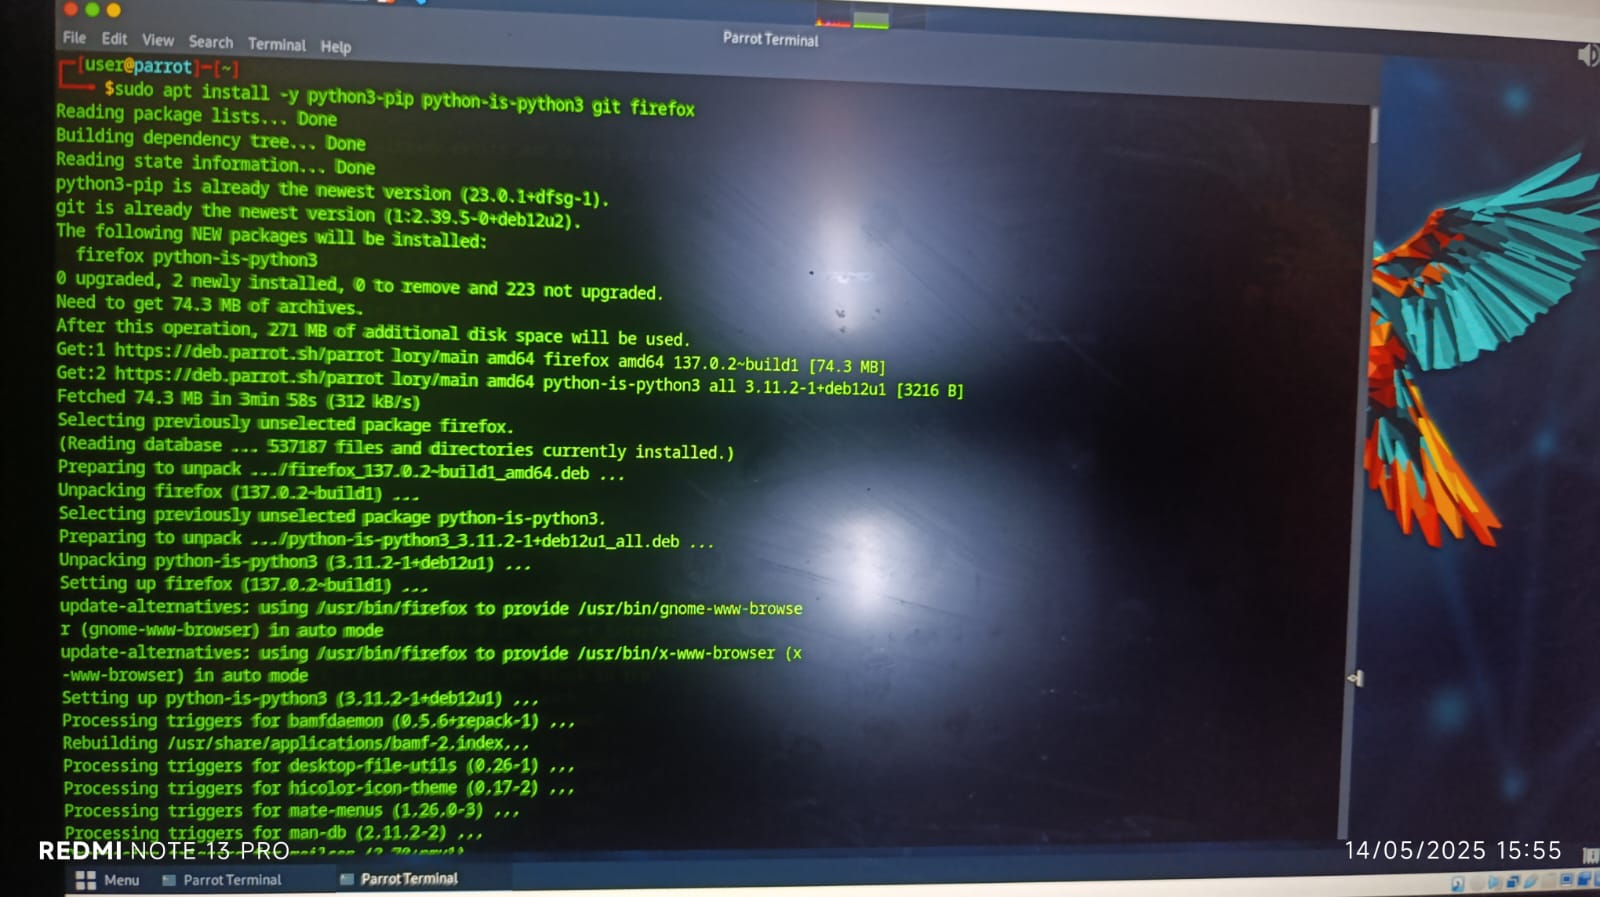 File Edit View Search Terminal Help
Parrot Terminal
[user@parrot]-[~]
$sudo apt install -y python3-pip python-is-python3 git firefox
Reading package lists... Done
Building dependency tree... Done
Reading state information... Done
python3-pip is already the newest version (23.0.1+dfsg-1).
git is already the newest version (1:2.39.5-0+deb12u2).
The following NEW packages will be installed:
firefox python-is-python3
0 upgraded, 2 newly installed, 0 to remove and 223 not upgraded.
Need to get 74.3 MB of archives.
After this operation, 271 MB of additional disk space will be used.
Get:1 https://deb.parrot.sh/parrot lory/main amd64 firefox amd64 137.0.2~build1 [74.3 MB]
Get:2 https://deb.parrot.sh/parrot lory/main amd64 python-is-python3 all 3.11.2-1+deb12u1 [3216 B]
Fetched 74.3 MB in 3min 58s (312 kB/s)
Selecting previously unselected package firefox.
(Reading database ... 537187 files and directories currently installed.)
Preparing to unpack .../firefox_137.0.2~build1_amd64.deb ...
Unpacking firefox (137.0.2~build1) ...
Selecting previously unselected package python-is-python3.
Preparing to unpack .../python-is-python3_3.11.2-1+deb12u1_all.deb ...
Unpacking python-is-python3 (3.11.2-1+deb12u1) ...
Setting up firefox (137.0.2~build1) ...
update-alternatives: using /usr/bin/firefox to provide /usr/bin/gnome-www-browse
r (gnome-www-browser) in auto mode
update-alternatives: using /usr/bin/firefox to provide /usr/bin/x-www-browser (x
-www-browser) in auto mode
Setting up python-is-python3 (3.11.2-1+deb12u1) ...
Processing triggers for bamfdaemon (0.5.6+repack-1) ...
Rebuilding /usr/share/applications/bamf-2.index...
Processing triggers for desktop-file-utils (0.26-1) ...
Processing triggers for hicolor-icon-theme (0.17-2) ...
Processing triggers for mate-menus (1.26.0-3) ...
Processing triggers for man-db (2.11.2-2) ...
REDMI NOTE 13 PRO
14/05/2025 15:55
Menu Parrot Terminal Parrot Terminal